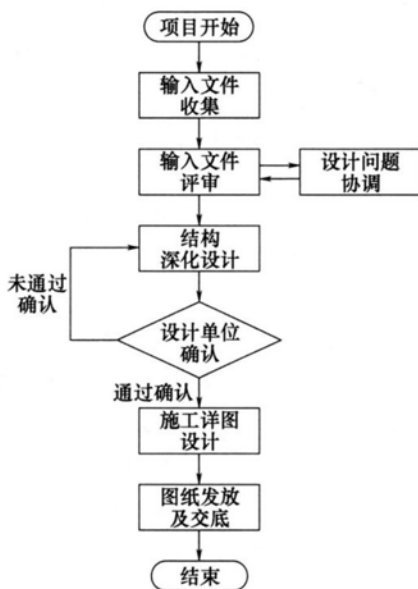 项目开始
输入文件
收集
输入文件
评审
设计问题
协调
结构
深化设计
未通过
确认
设计单位
确认
通过确认
施工详图
设计
图纸发放
及交底
结束